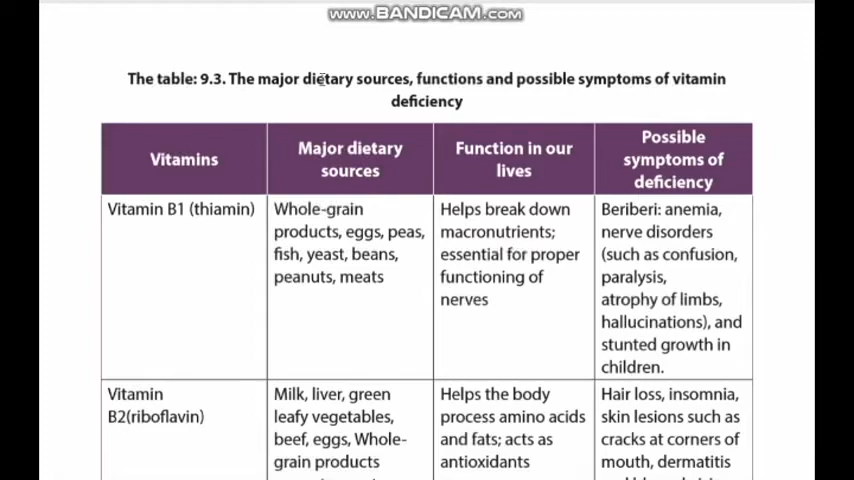 www.BANDICAM.com
The table: 9.3. The major dietary sources, functions and possible symptoms of vitamin
deficiency
Vitamins
Major dietary
sources
Function in our
lives
Possible
symptoms of
deficiency
Vitamin B1 (thiamin)
Whole-grain
products, eggs, peas,
fish, yeast, beans,
peanuts, meats
Helps break down
macronutrients;
essential for proper
functioning of
nerves
Beriberi: anemia,
nerve disorders
(such as confusion,
paralysis,
atrophy of limbs,
hallucinations), and
stunted growth in
children.
Vitamin
B2(riboflavin)
Milk, liver, green
leafy vegetables,
beef, eggs, Whole-
grain products
Helps the body
process amino acids
and fats; acts as
antioxidants
Hair loss, insomnia,
skin lesions such as
cracks at corners of
mouth, dermatitis